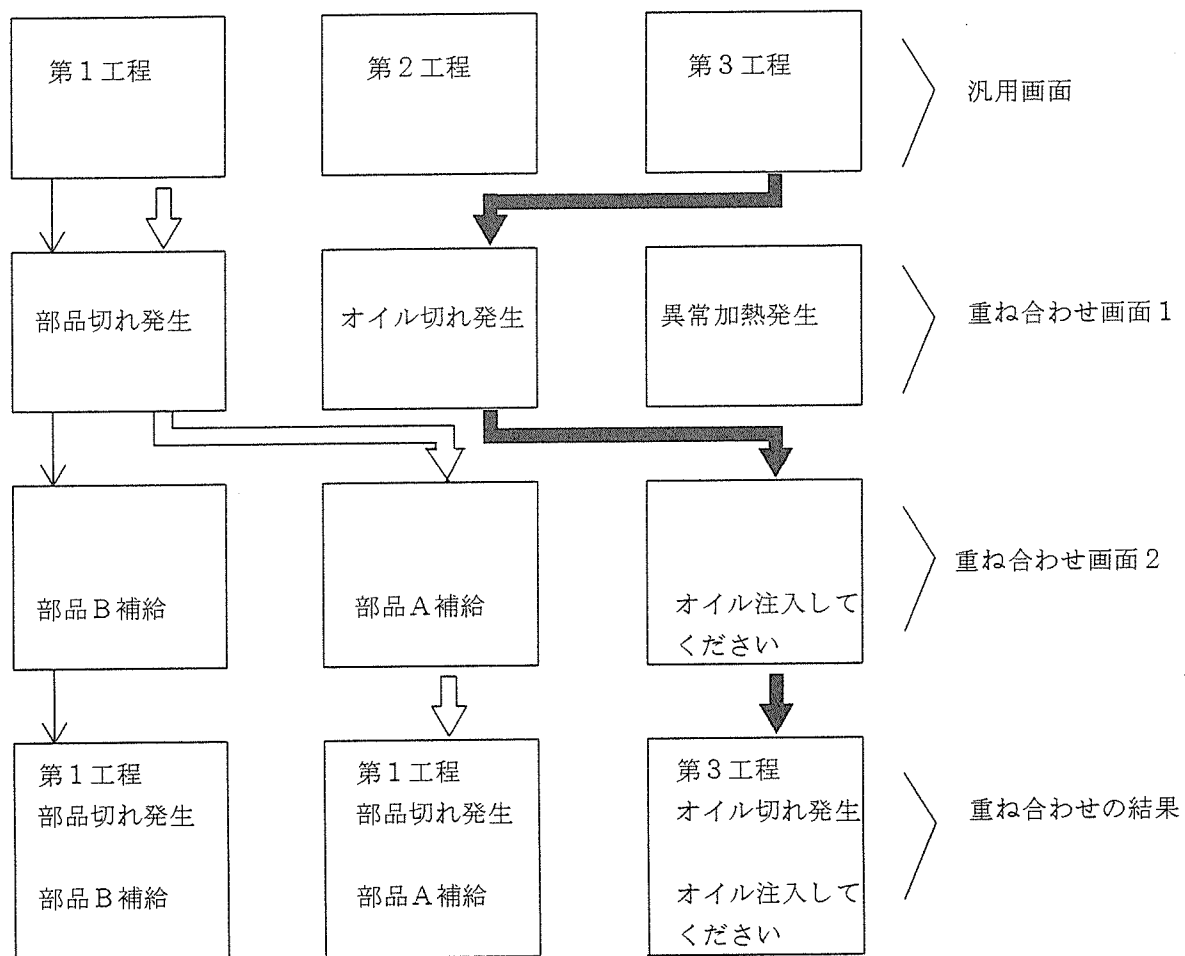 第1工程
第2工程
第3工程
汎用画面
部品切れ発生
オイル切れ発生
異常加熱発生
重ね合わせ画面1
部品B補給
部品A補給
オイル注入して
ください
重ね合わせ画面2
第1工程
部品切れ発生
部品B補給
第1工程
部品切れ発生
部品A補給
第3工程
オイル切れ発生
オイル注入して
ください
重ね合わせの結果